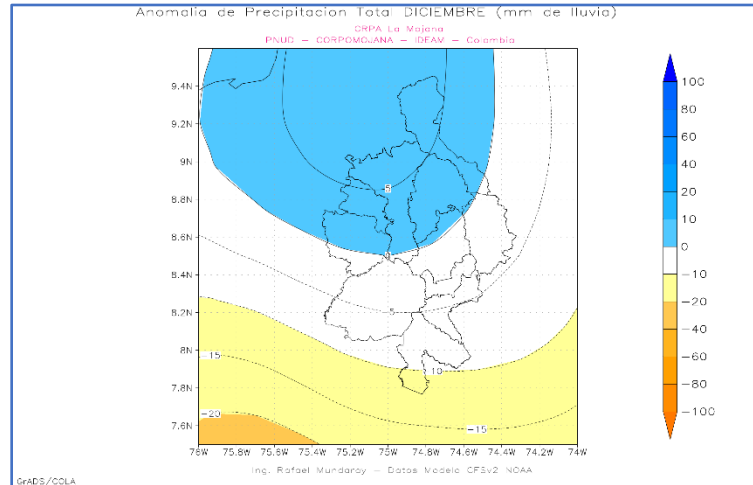 Anomalia de Precipitacion Total DICIEMBRE (mm de lluvia)
CRPA La Mojana
PNUD – CORPOMOJANA – IDEAM – Colombia
9.4N
9.2N
9N
8.8N
8.6N
8.4N
8.2N
8N
7.8N
7.6N
5
0
5
-10
-15
-15
-20
76W 75.8W 75.6W 75.4W 75.2W 75W 74.8W 74.6W 74.4W 74.2W 74W
100
80
60
40
20
10
0
-10
-20
-40
-60
-80
-100
Ing. Rafael Mundaray – Datos Modelo CFSv2 NOAA
GrADS/COLA